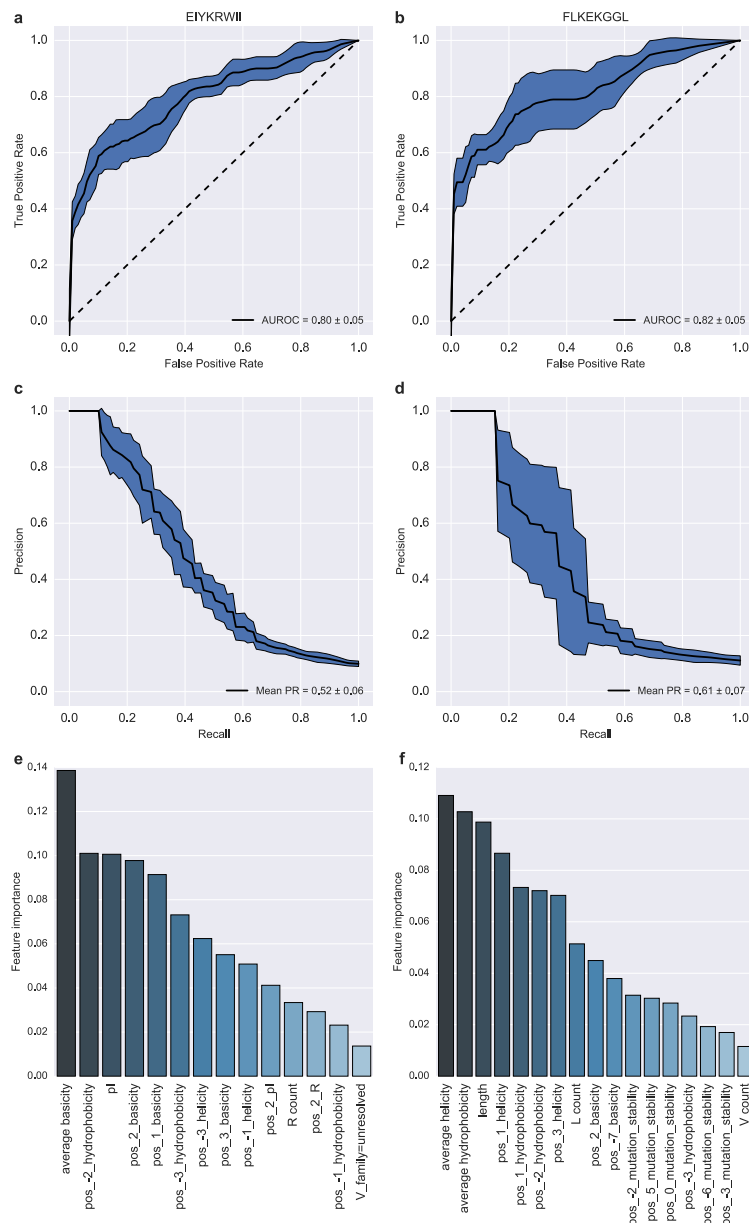 a
EIYKRWII
b
FLKEKGGL
1.0
0.8
0.6
0.4
0.2
0.0
True Positive Rate
AUROC = 0.80 ± 0.05
0.0 0.2 0.4 0.6 0.8 1.0
False Positive Rate
1.0
0.8
0.6
0.4
0.2
0.0
True Positive Rate
AUROC = 0.82 ± 0.05
0.0 0.2 0.4 0.6 0.8 1.0
False Positive Rate
c
1.0
0.8
0.6
0.4
0.2
0.0
Precision
Mean PR = 0.52 ± 0.06
0.0 0.2 0.4 0.6 0.8 1.0
Recall
d
1.0
0.8
0.6
0.4
0.2
0.0
Precision
Mean PR = 0.61 ± 0.07
0.0 0.2 0.4 0.6 0.8 1.0
Recall
e
0.14
0.12
0.10
0.08
0.06
0.04
0.02
0.00
Feature importance
average basicity
pos_-2_hydrophobicity
pI
pos_2_basicity
pos_1_basicity
pos_-3_hydrophobicity
pos_-3_helicity
pos_3_basicity
pos_-1_helicity
pos_2_pI
R count
pos_2_R
pos_-1_hydrophobicity
V_family=unresolved
f
0.12
0.10
0.08
0.06
0.04
0.02
0.00
Feature importance
average helicity
average hydrophobicity
length
pos_1_helicity
pos_1_hydrophobicity
pos_-2_hydrophobicity
pos_3_helicity
L count
pos_2_basicity
pos_-7_basicity
pos_-2_mutation_stability
pos_5_mutation_stability
pos_0_mutation_stability
pos_-3_hydrophobicity
pos_-6_mutation_stability
pos_-3_mutation_stability
V count